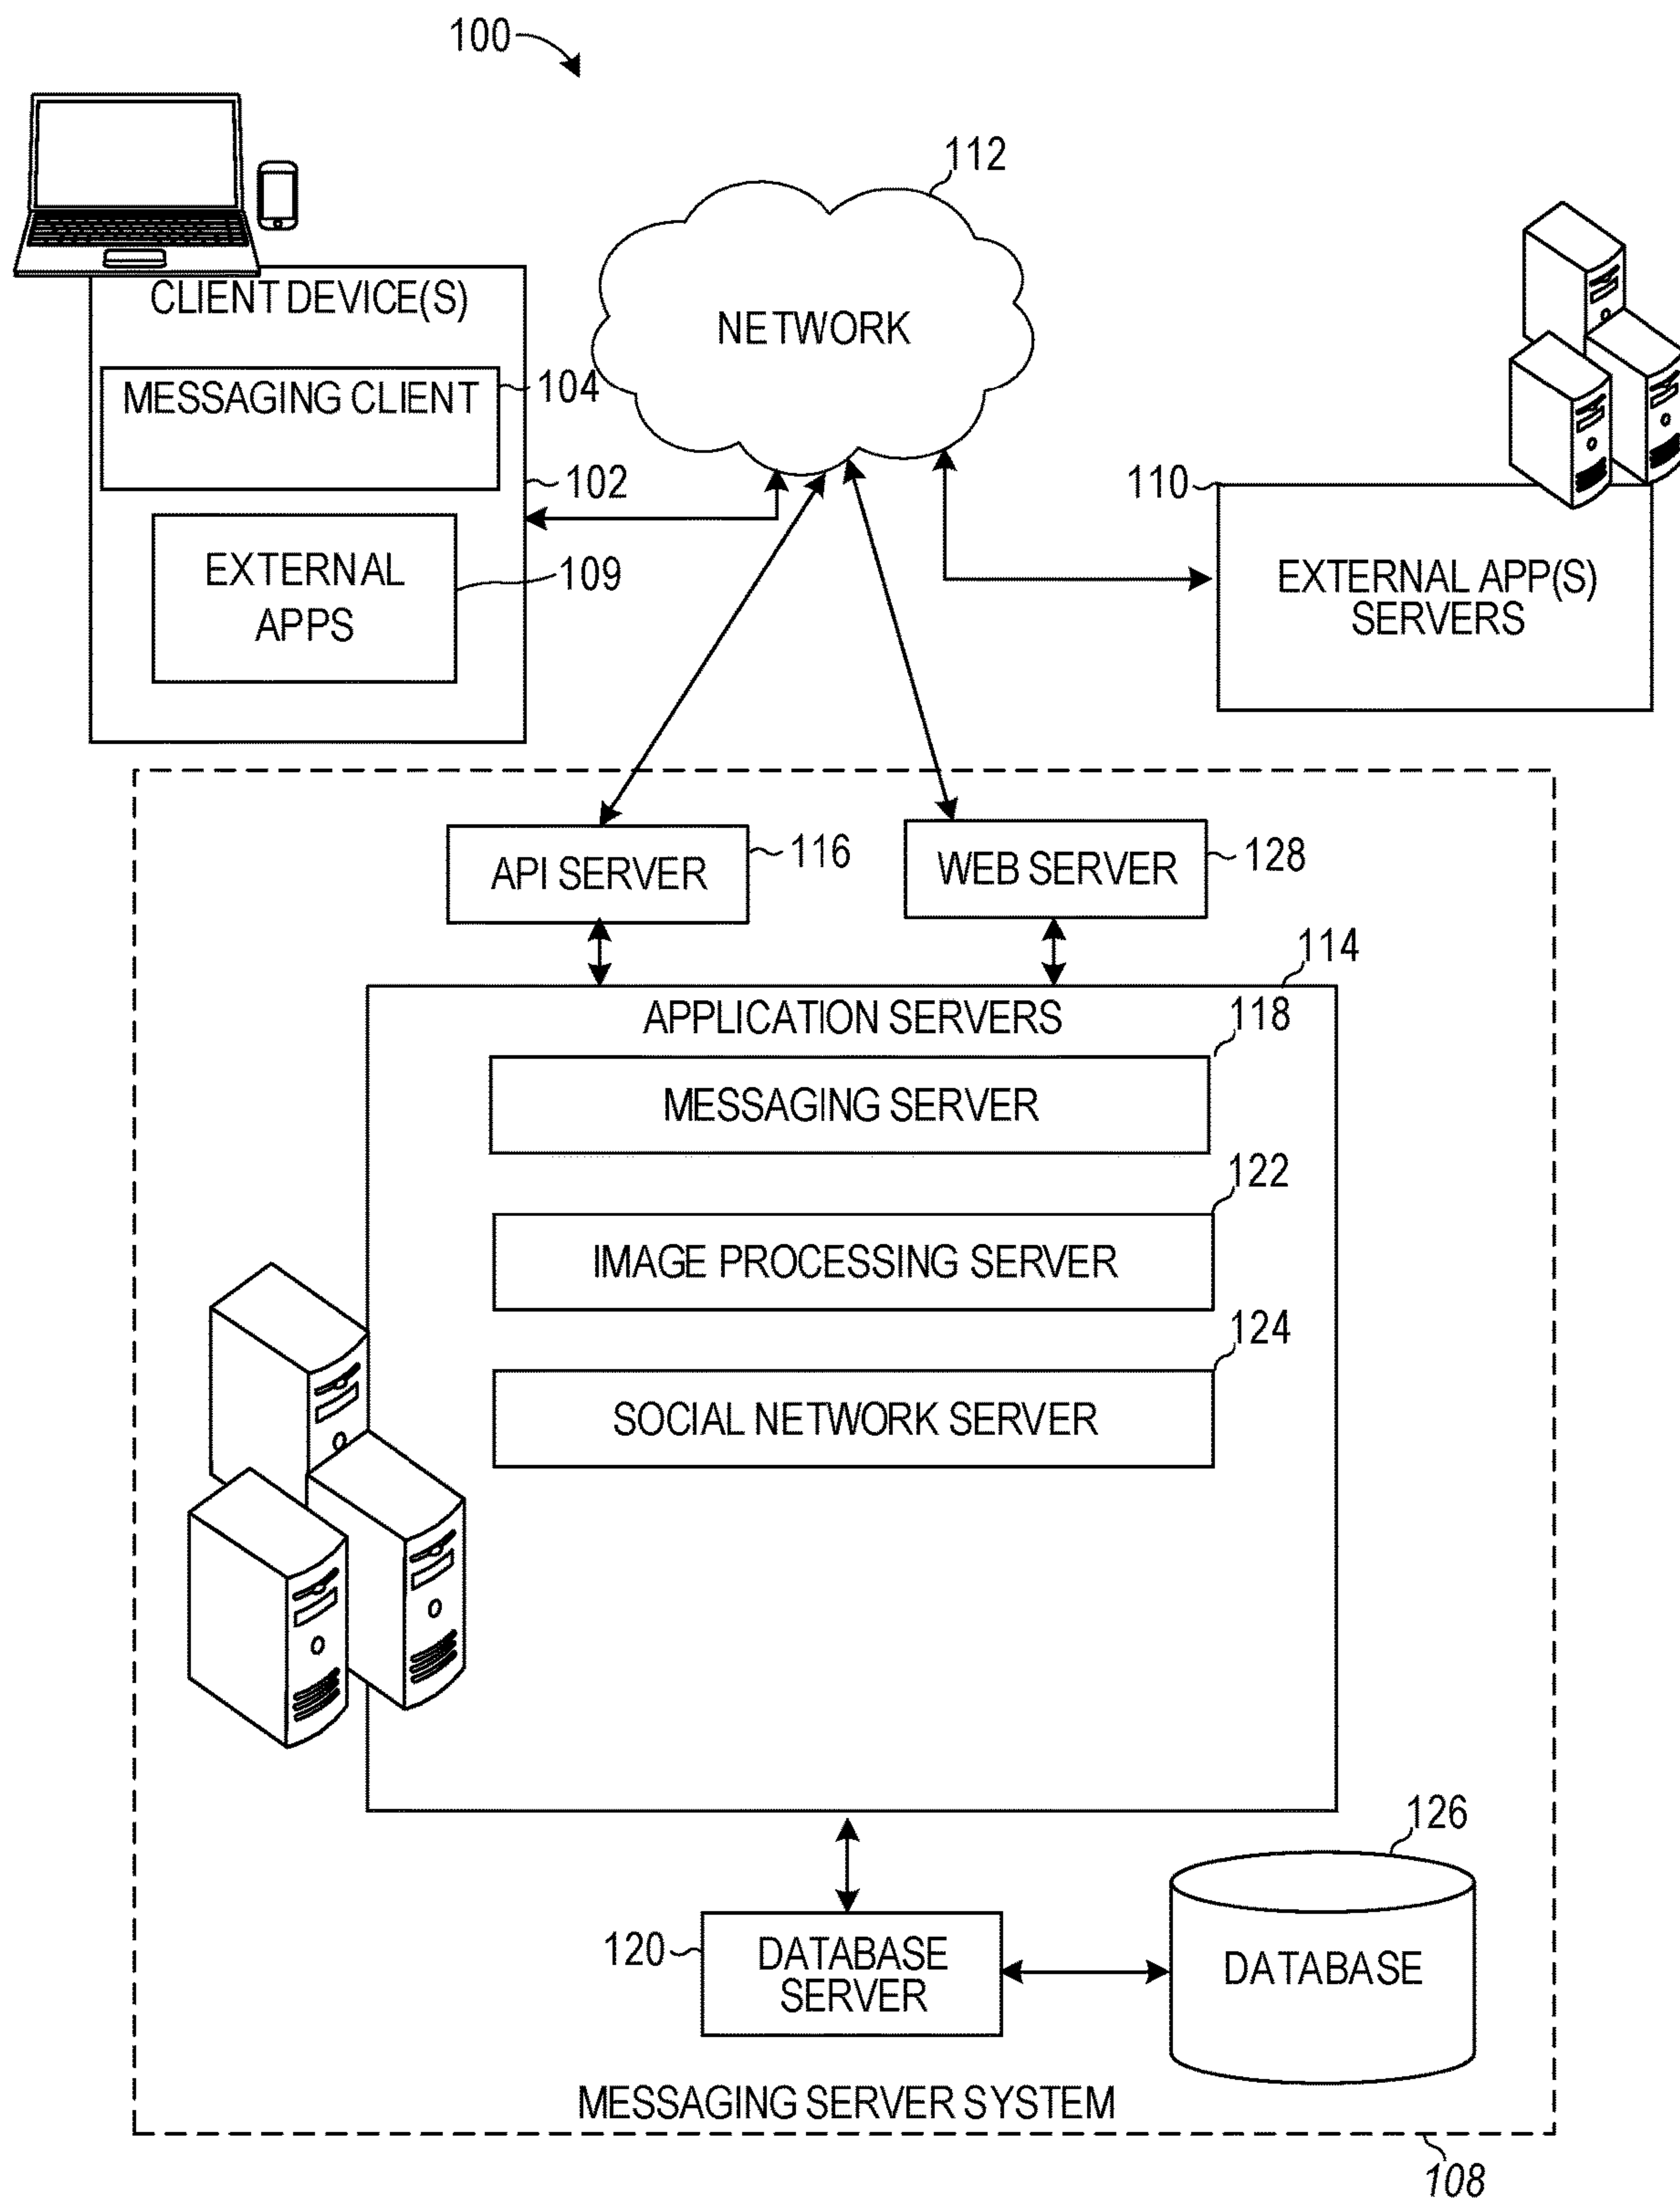 100
112
CLIENT DEVICE(S)
NETWORK
MESSAGING CLIENT
104
102
110
EXTERNAL
APPS
109
EXTERNAL APP(S)
SERVERS
API SERVER
116
WEB SERVER
128
114
APPLICATION SERVERS
118
MESSAGING SERVER
122
IMAGE PROCESSING SERVER
124
SOCIAL NETWORK SERVER
126
120
DATABASE
SERVER
DATABASE
MESSAGING SERVER SYSTEM
108